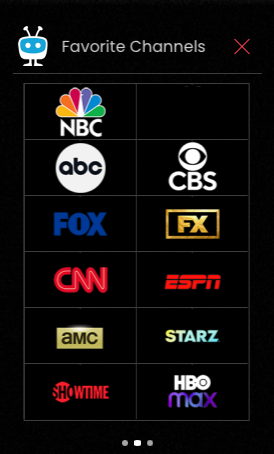 Favorite Channels
NBC
abc
CBS
FOX
FX
CNN
ESPN
aMC
STARZ
SHOWTIME
HBO
max